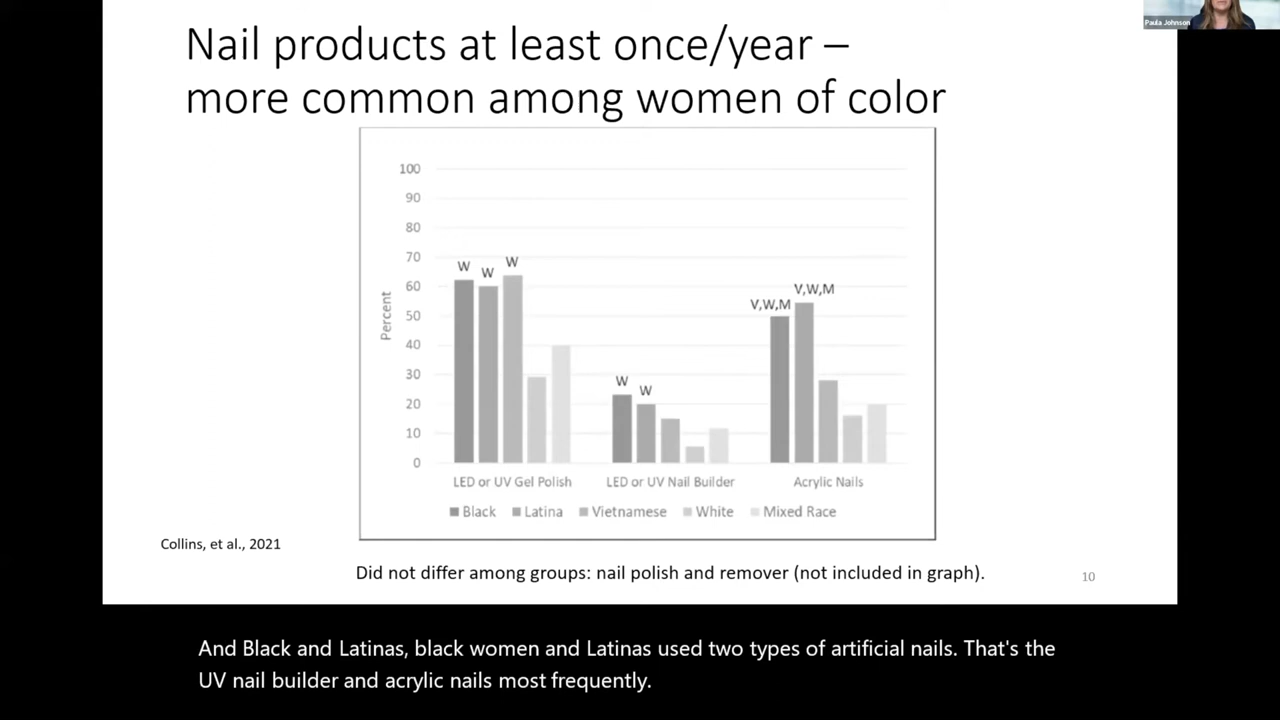 Paula Johnson
Nail products at least once/year –
more common among women of color
100
90
80
70
60
50
40
30
20
10
0
Percent
W
W
W
W
W
V,W,M
V,W,M
LED or UV Gel Polish
LED or UV Nail Builder
Acrylic Nails
Black
Latina
Vietnamese
White
Mixed Race
Collins, et al., 2021
Did not differ among groups: nail polish and remover (not included in graph).
10
And Black and Latinas, black women and Latinas used two types of artificial nails. That's the
UV nail builder and acrylic nails most frequently.